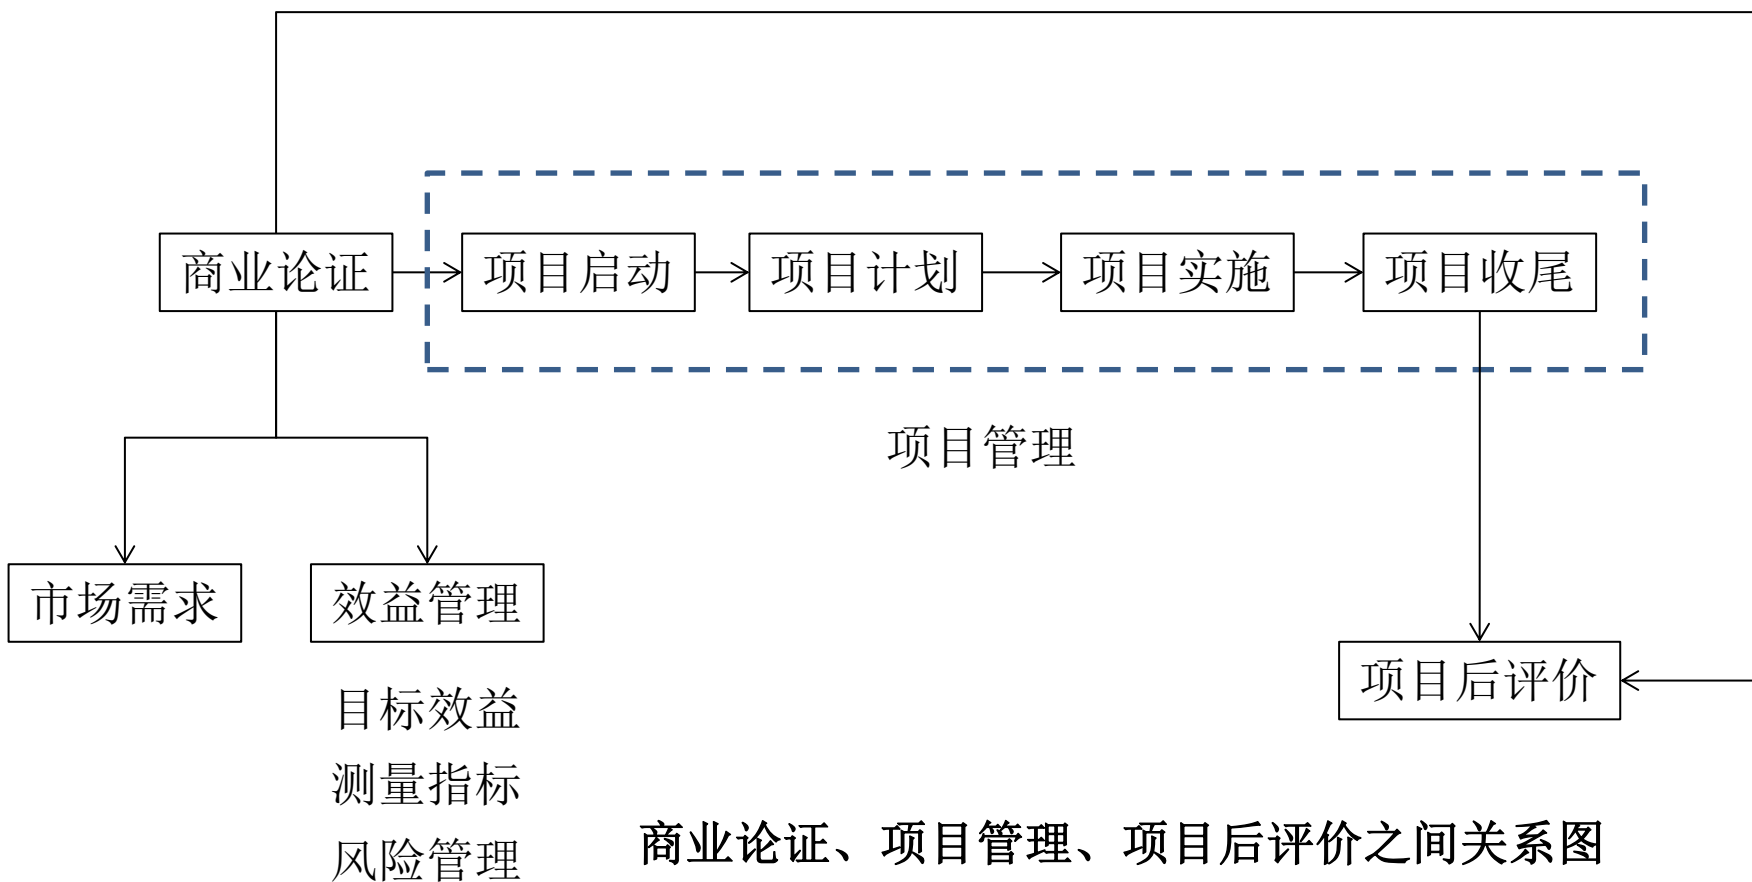 商业论证
项目启动
项目计划
项目实施
项目收尾
项目管理
市场需求
效益管理
目标效益
测量指标
风险管理
项目后评价
商业论证、项目管理、项目后评价之间关系图